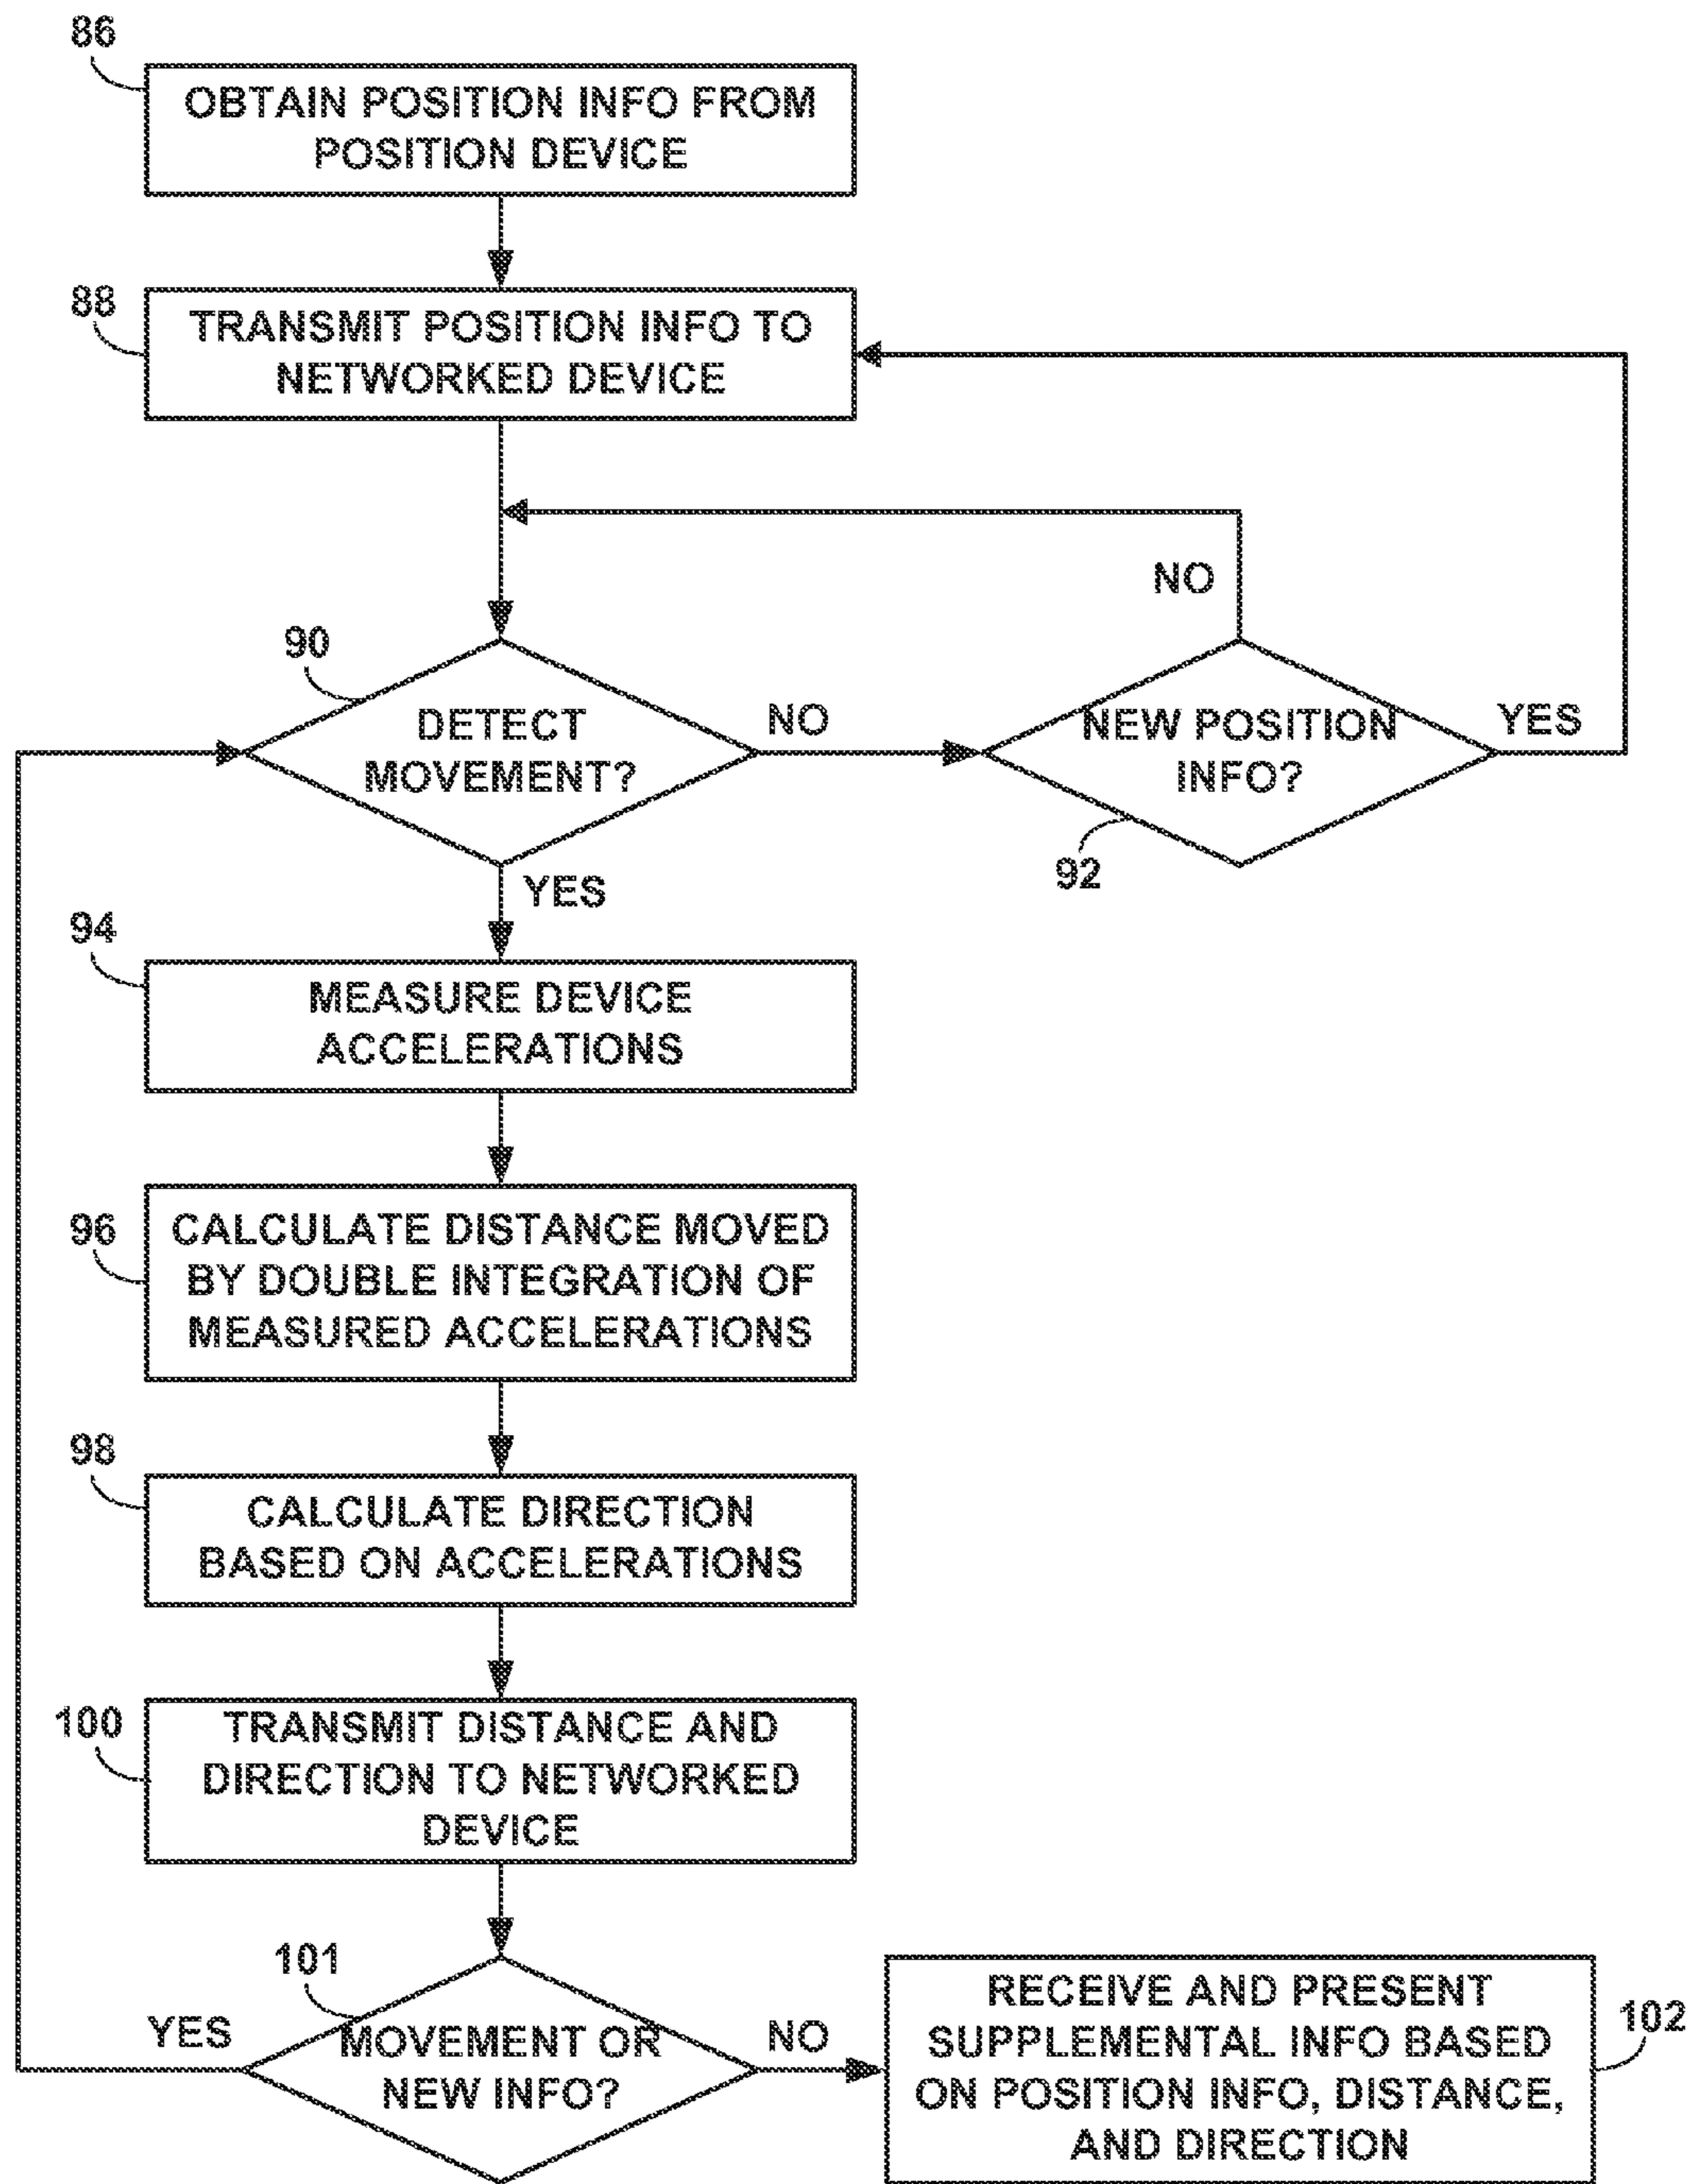 86
OBTAIN POSITION INFO FROM
POSITION DEVICE
88
TRANSMIT POSITION INFO TO
NETWORKED DEVICE
NO
90
DETECT
MOVEMENT?
NO
NEW POSITION
INFO?
YES
92
YES
94
MEASURE DEVICE
ACCELERATIONS
96
CALCULATE DISTANCE MOVED
BY DOUBLE INTEGRATION OF
MEASURED ACCELERATIONS
98
CALCULATE DIRECTION
BASED ON ACCELERATIONS
100
TRANSMIT DISTANCE AND
DIRECTION TO NETWORKED
DEVICE
101
YES
MOVEMENT OR
NEW INFO?
NO
RECEIVE AND PRESENT
SUPPLEMENTAL INFO BASED
ON POSITION INFO, DISTANCE,
AND DIRECTION
102